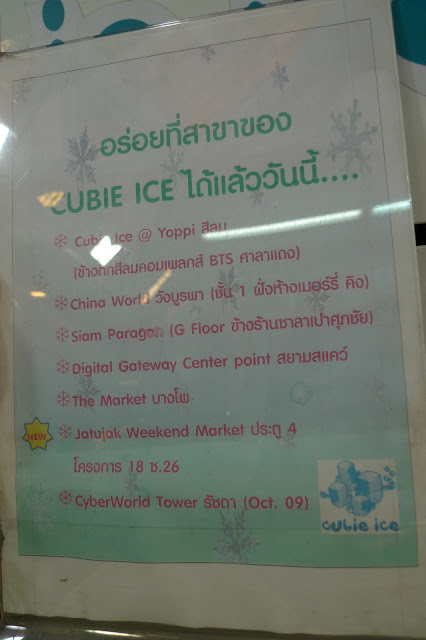 อร่อยที่สาขาของ
CUBIE ICE ได้แล้ววันนี้....
Cubie Ice @ Yoppi สีลม
(ข้างตึกสีลมคอมเพลกส์ BTS ศาลาแดง)
China World วังบูรพา (ชั้น 1 ฝั่งห้างเมอร์รี่ คิง)
Siam Paragon (G Floor ข้างร้านซาลาเปาศุภชัย)
Digital Gateway Center point สยามสแควร์
The Market บางโพ
NEW Jatujak Weekend Market ประตู 4
โครงการ 18 ซ.26
CyberWorld Tower รัชดา (Oct. 09)
cubie ice